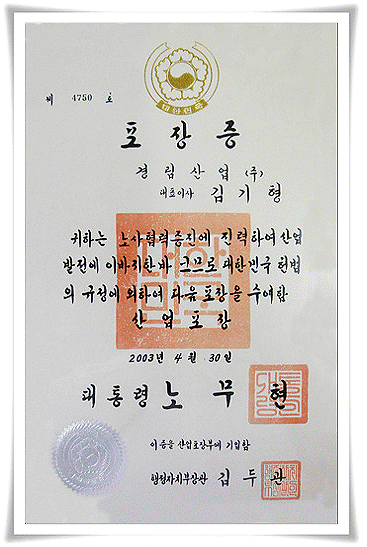 대한민국
제 4750 호
포장증
경림산업 (주)
대표이사 김기형
귀하는 노사협력증진에 진력하여 산업
발전에 이바지한바 크므로 대한민국 헌법
의 규정에 의하여 다음 포장을 수여함
산업포장
2003년 4월 30일
대통령 노무현
이 증을 산업포장부에 기입함
행정자치부장관 김두관